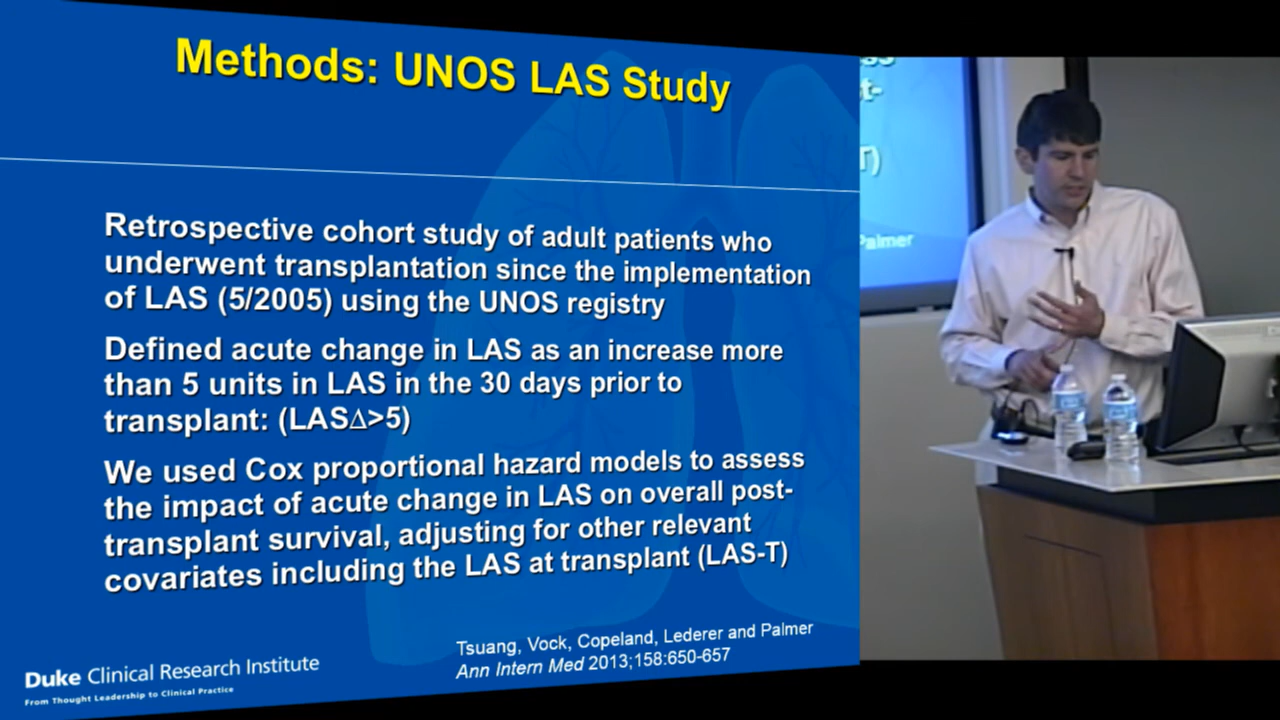 Methods: UNOS LAS Study
Retrospective cohort study of adult patients who
underwent transplantation since the implementation
of LAS (5/2005) using the UNOS registry
Defined acute change in LAS as an increase more
than 5 units in LAS in the 30 days prior to
transplant: (LAS∆>5)
We used Cox proportional hazard models to assess
the impact of acute change in LAS on overall post-
transplant survival, adjusting for other relevant
covariates including the LAS at transplant (LAS-T)
Tsuang, Vock, Copeland, Lederer and Palmer
Ann Intern Med 2013;158:650-657
Duke Clinical Research Institute
From Thought Leadership to Clinical Practice
ss
t-
T)
Palmer